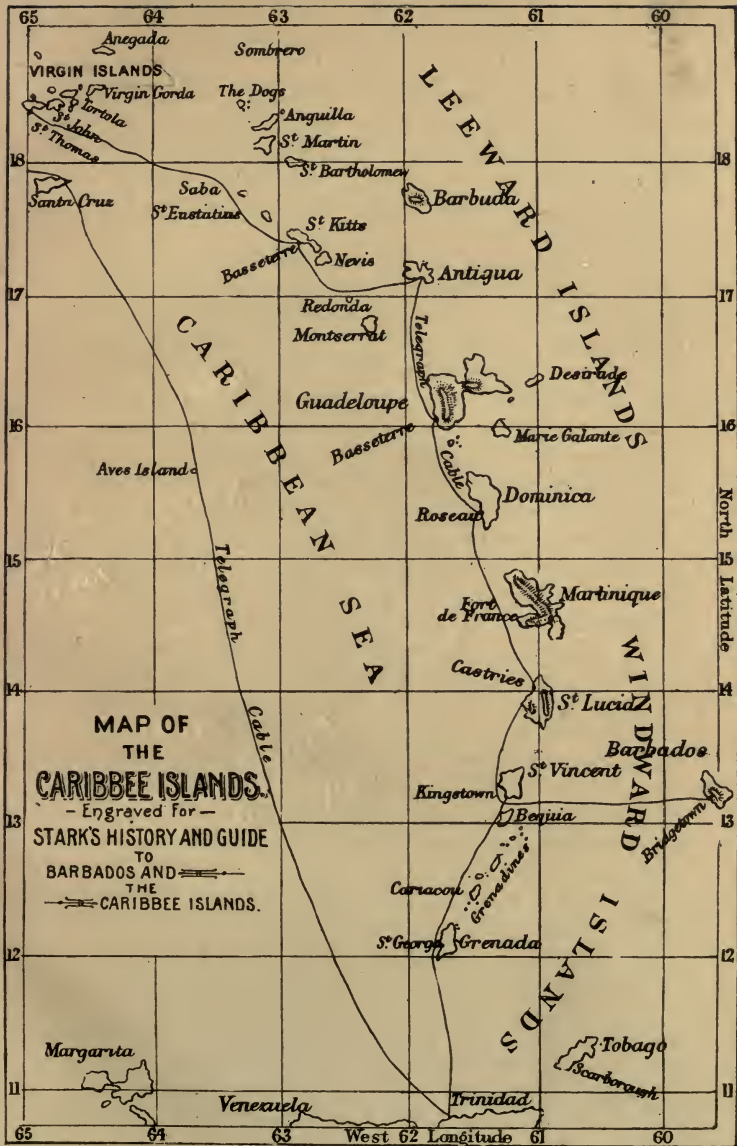 65 64 63 62 61 60
Anegada
Sombrero
VIRGIN ISLANDS
Virgin Gorda
The Dogs
Tortola
St John
St Thomas
Anguilla
St Martin
18 18
St Bartholomew
Santa Cruz
Saba
St Eustatius
Barbuda
St Kitts
Basseterre
Nevis
Antigua
17 17
Redonda
Montserrat
Telegraph
Desirade
Guadeloupe
16 16
Basseterre
Marie Galante
Cable
Aves Island
Dominica
Roseau
LEEWARD ISLANDS
CARIBBEAN SEA
North Latitude
15 15
Telegraph
Martinique
Fort
de France
Castries
14 14
St Lucia
Cable
MAP OF
THE
CARIBBEE ISLANDS.
- Engraved For -
STARK'S HISTORY AND GUIDE
TO
BARBADOS AND
THE
CARIBBEE ISLANDS.
Barbados
St Vincent
Kingstown
13 13
Bequia
Bridgetown
Grenadines
Cariacou
St George
Grenada
12 12
WINDWARD ISLANDS
Margarita
Tobago
Scarborough
11 11
Venezuela
Trinidad
65 64 63 West 62 Longitude 61 60